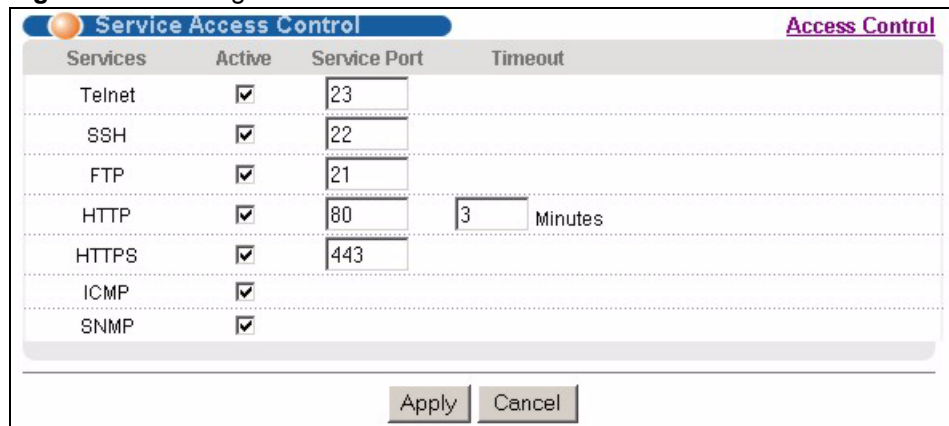 Service Access Control Access Control
Services Active Service Port Timeout
Telnet 23
SSH 22
FTP 21
HTTP 80 3 Minutes
HTTPS 443
ICMP
SNMP
Apply Cancel